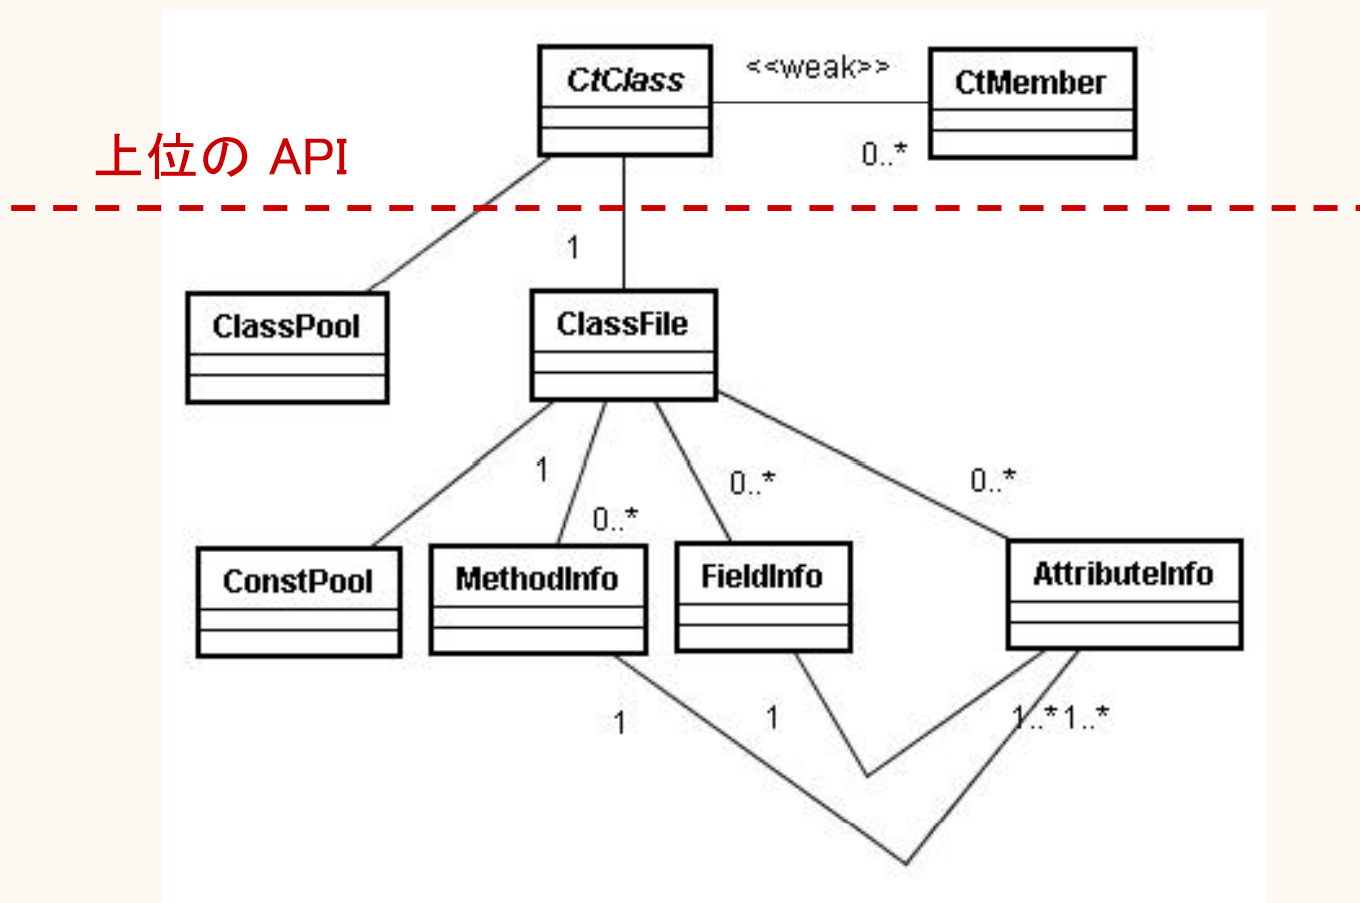 CtClass
<<weak>>
CtMember
0..*
上位の API
1
ClassPool
ClassFile
1
0..*
0..*
0..*
ConstPool
MethodInfo
FieldInfo
AttributeInfo
1
1
1..*
1..*